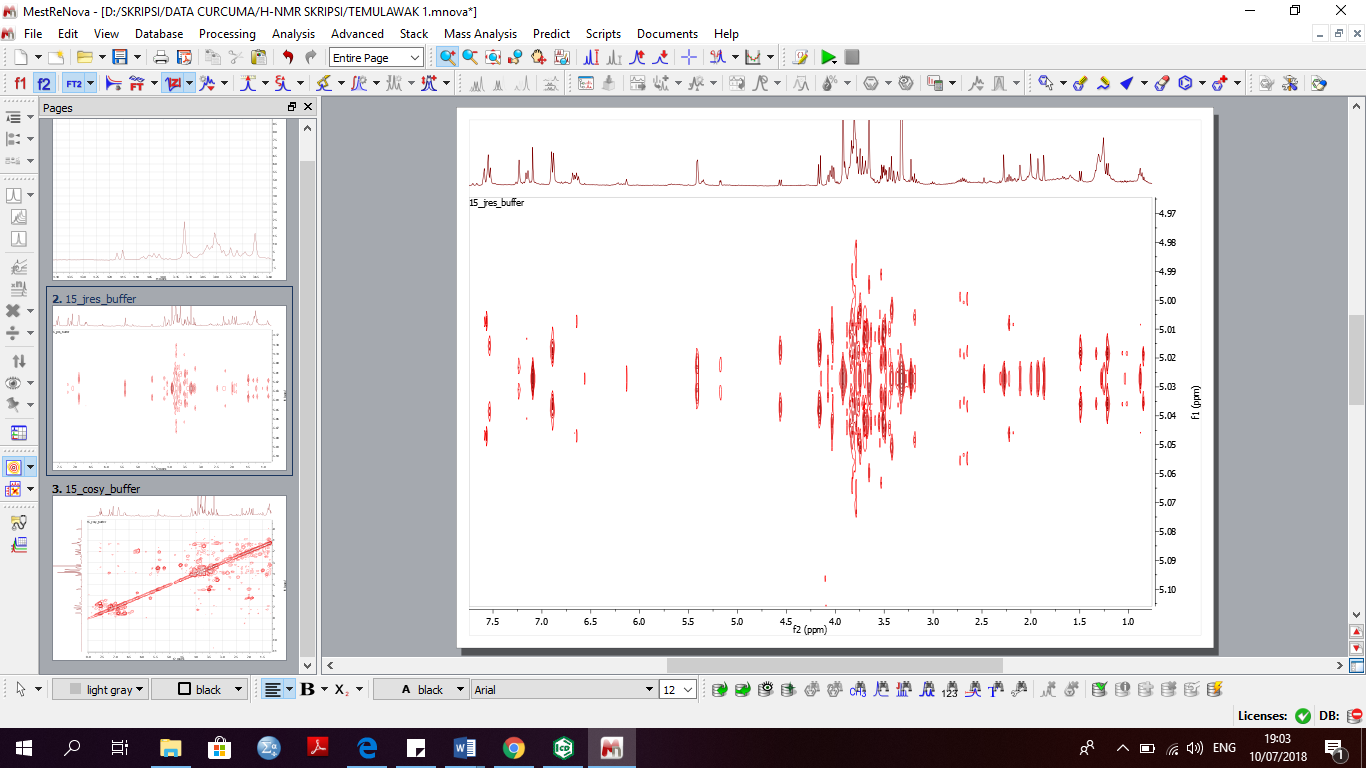 MestReNova - [D:/SKRIPSI/DATA CURCUMA/H-NMR SKRIPSI/TEMULAWAK 1.mnova*]
File Edit View Database Processing Analysis Advanced Stack Mass Analysis Predict Scripts Documents Help
Entire Page
f1 f2 FT2 FT
Pages
2. 15_jres_buffer
3. 15_cosy_buffer
15_jres_buffer
4.97
4.98
4.99
5.00
5.01
5.02
5.03
5.04
5.05
5.06
5.07
5.08
5.09
5.10
f1 (ppm)
7.5 7.0 6.5 6.0 5.5 5.0 4.5 4.0 3.5 3.0 2.5 2.0 1.5 1.0
f2 (ppm)
light gray black B X2 A black Arial 12 CH3 123
Licenses: DB:
ENG
19:03
10/07/2018
1